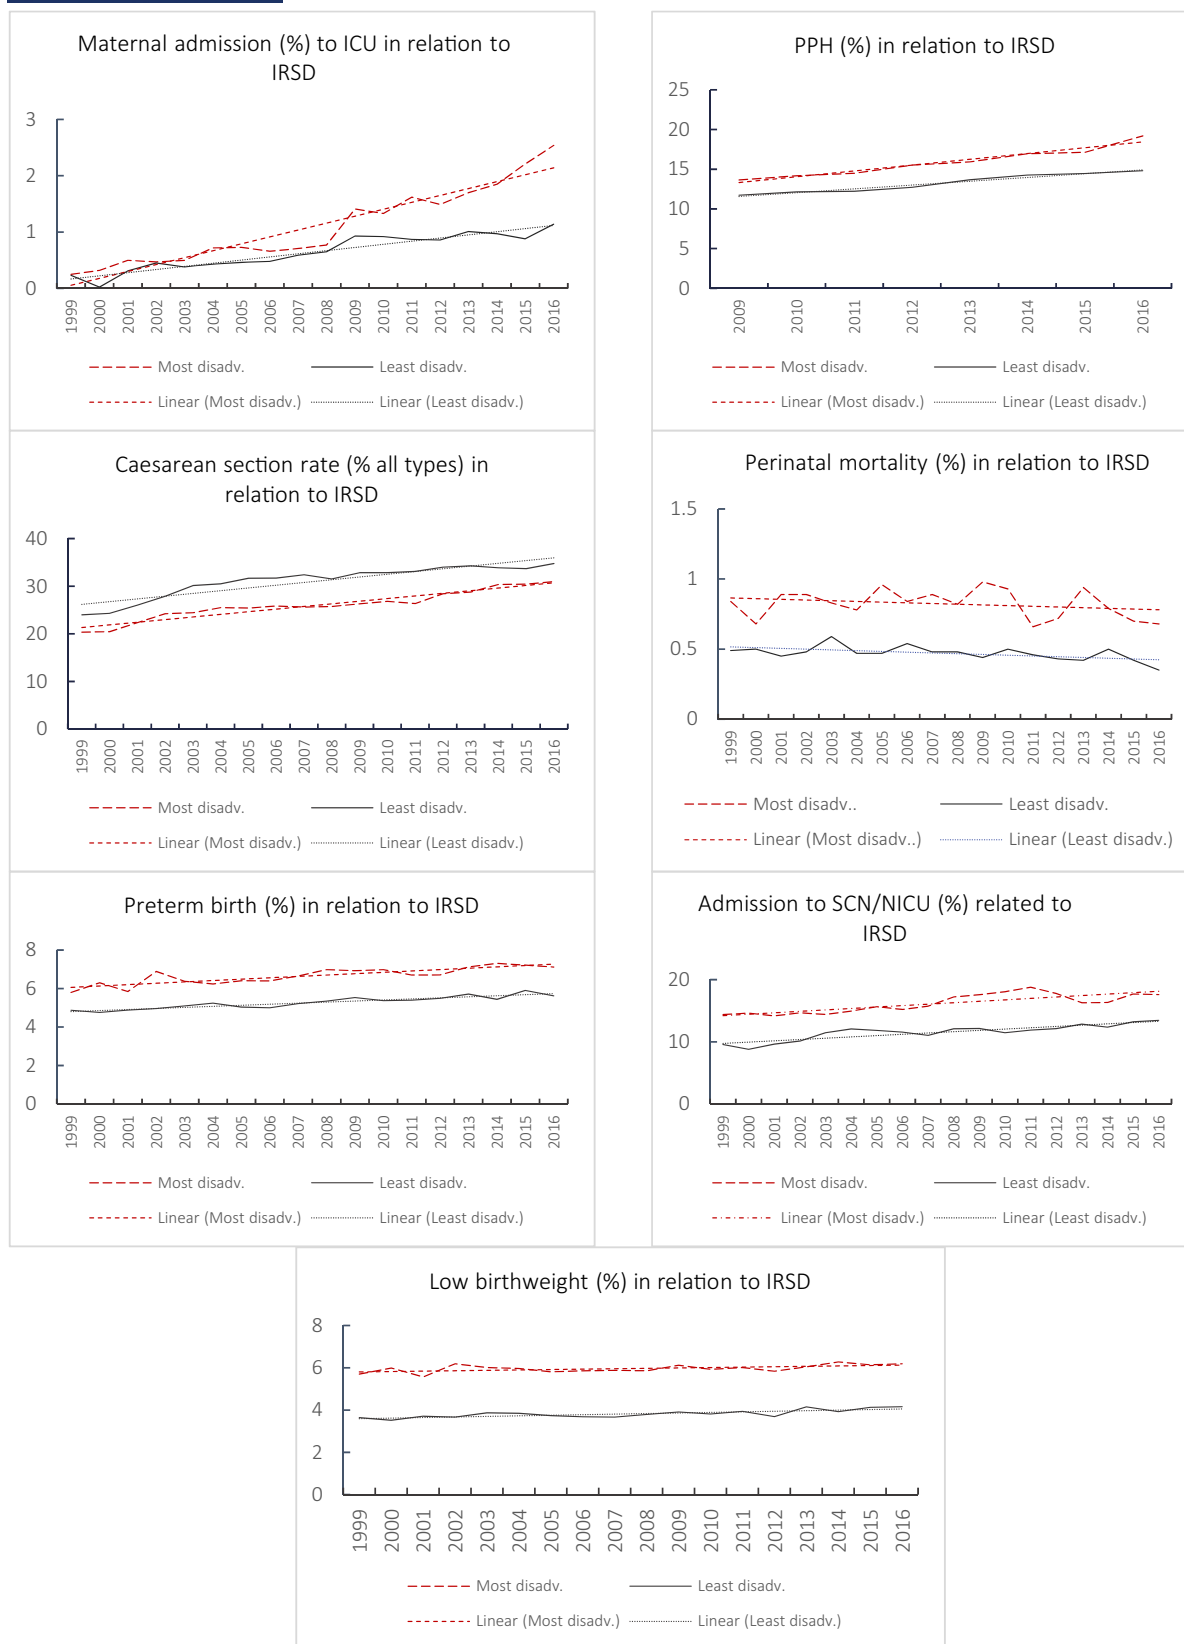 Maternal admission (%) to ICU in relation to
IRSD
3
2
1
0
1999 2000 2001 2002 2003 2004 2005 2006 2007 2008 2009 2010 2011 2012 2013 2014 2015 2016
Most disadv. Least disadv.
Linear (Most disadv.) Linear (Least disadv.)
PPH (%) in relation to IRSD
25
20
15
10
5
0
2009 2010 2011 2012 2013 2014 2015 2016
Most disadv. Least disadv.
Linear (Most disadv.) Linear (Least disadv.)
Caesarean section rate (% all types) in
relation to IRSD
40
30
20
10
0
1999 2000 2001 2002 2003 2004 2005 2006 2007 2008 2009 2010 2011 2012 2013 2014 2015 2016
Most disadv. Least disadv.
Linear (Most disadv.) Linear (Least disadv.)
Perinatal mortality (%) in relation to IRSD
1.5
1
0.5
0
1999 2000 2001 2002 2003 2004 2005 2006 2007 2008 2009 2010 2011 2012 2013 2014 2015 2016
Most disadv.. Least disadv.
Linear (Most disadv..) Linear (Least disadv.)
Preterm birth (%) in relation to IRSD
8
6
4
2
0
1999 2000 2001 2002 2003 2004 2005 2006 2007 2008 2009 2010 2011 2012 2013 2014 2015 2016
Most disadv. Least disadv.
Linear (Most disadv.) Linear (Least disadv.)
Admission to SCN/NICU (%) related to
IRSD
20
10
0
1999 2000 2001 2002 2003 2004 2005 2006 2007 2008 2009 2010 2011 2012 2013 2014 2015 2016
Most disadv. Least disadv.
Linear (Most disadv.) Linear (Least disadv.)
Low birthweight (%) in relation to IRSD
8
6
4
2
0
1999 2000 2001 2002 2003 2004 2005 2006 2007 2008 2009 2010 2011 2012 2013 2014 2015 2016
Most disadv. Least disadv.
Linear (Most disadv.) Linear (Least disadv.)